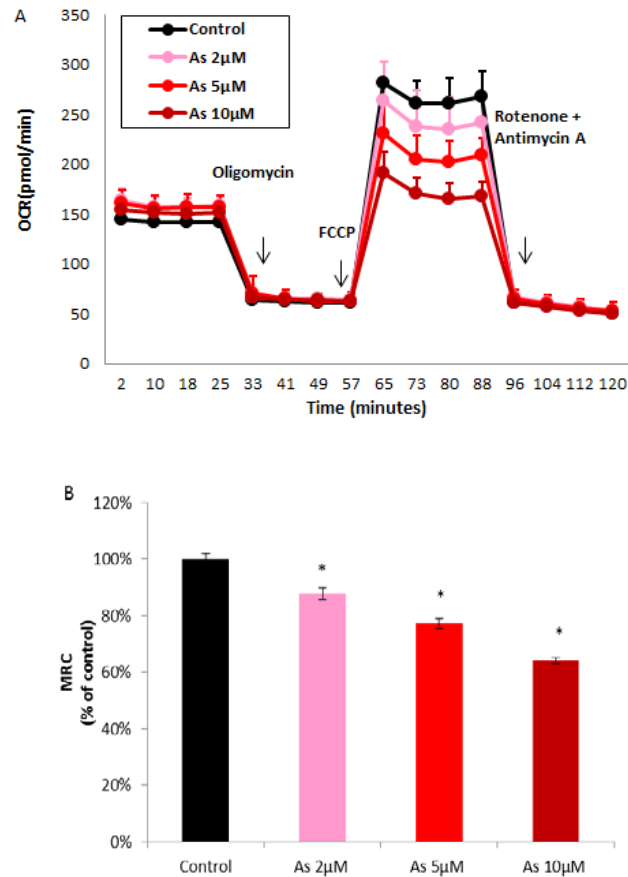 A
Control
As 2μM
As 5μM
As 10μM
350
300
250
200
150
100
50
0
OCR(pmol/min)
Oligomycin
FCCP
Rotenone +
Antimycin A
2 10 18 25 33 41 49 57 65 73 80 88 96 104 112 120
Time (minutes)
B
120%
100%
80%
60%
40%
20%
0%
MRC
(% of control)
*
*
*
Control As 2μM As 5μM As 10μM